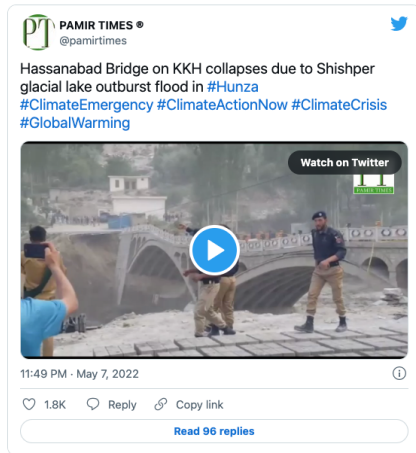 PT
PAMIR TIMES ®
@pamirtimes
Hassanabad Bridge on KKH collapses due to Shishper
glacial lake outburst flood in #Hunza
#ClimateEmergency #ClimateActionNow #ClimateCrisis
#GlobalWarming
Watch on Twitter
PAMIR TIMES
11:49 PM · May 7, 2022
1.8K Reply Copy link
Read 96 replies